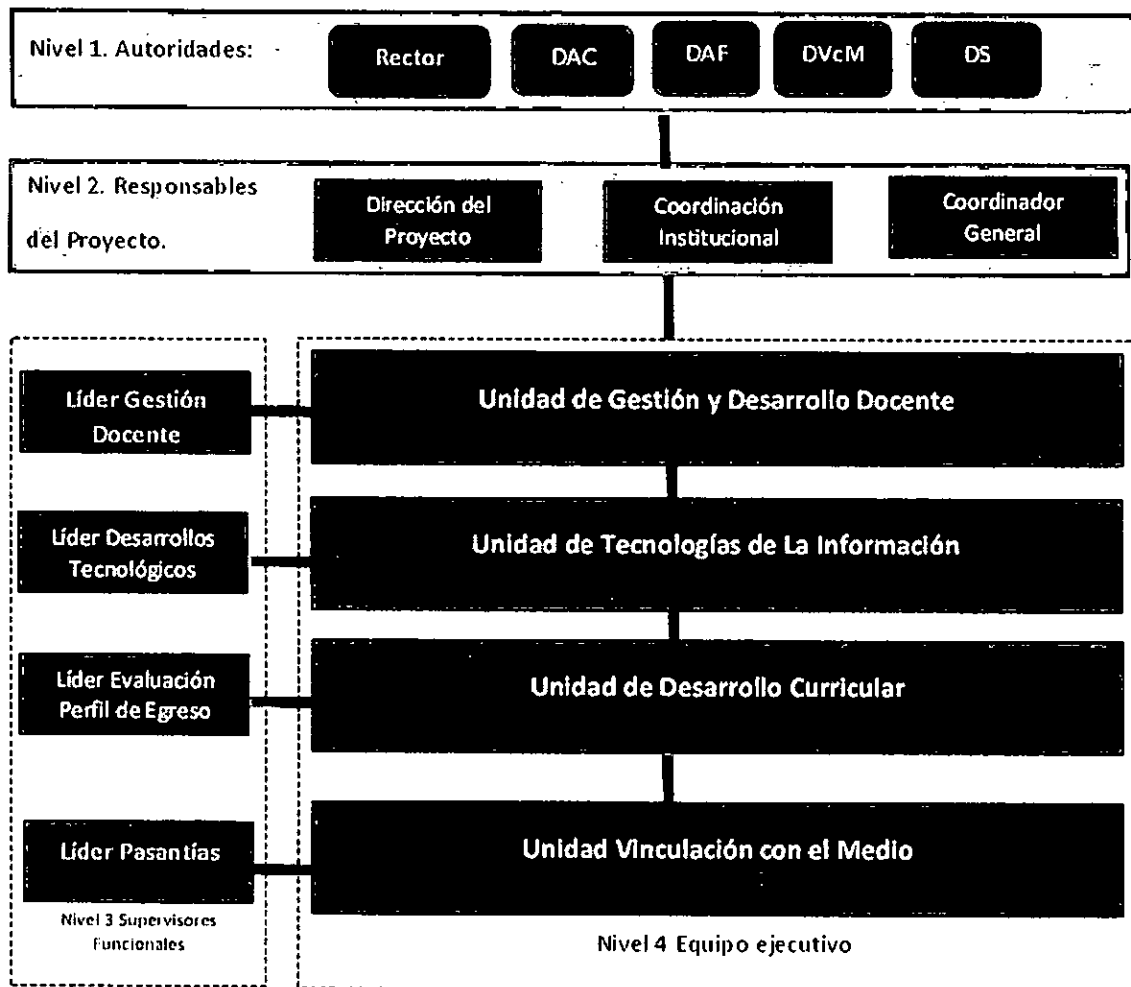 Nivel 1. Autoridades:
Rector
DAC
DAF
DVcM
DS
Nivel 2. Responsables
del Proyecto.
Dirección del
Proyecto
Coordinación
Institucional
Coordinador
General
Líder Gestión
Docente
Unidad de Gestión y Desarrollo Docente
Líder Desarrollos
Tecnológicos
Unidad de Tecnologías de La Información
Líder Evaluación
Perfil de Egreso
Unidad de Desarrollo Curricular
Líder Pasantías
Unidad Vinculación con el Medio
Nivel 3 Supervisores
Funcionales
Nivel 4 Equipo ejecutivo